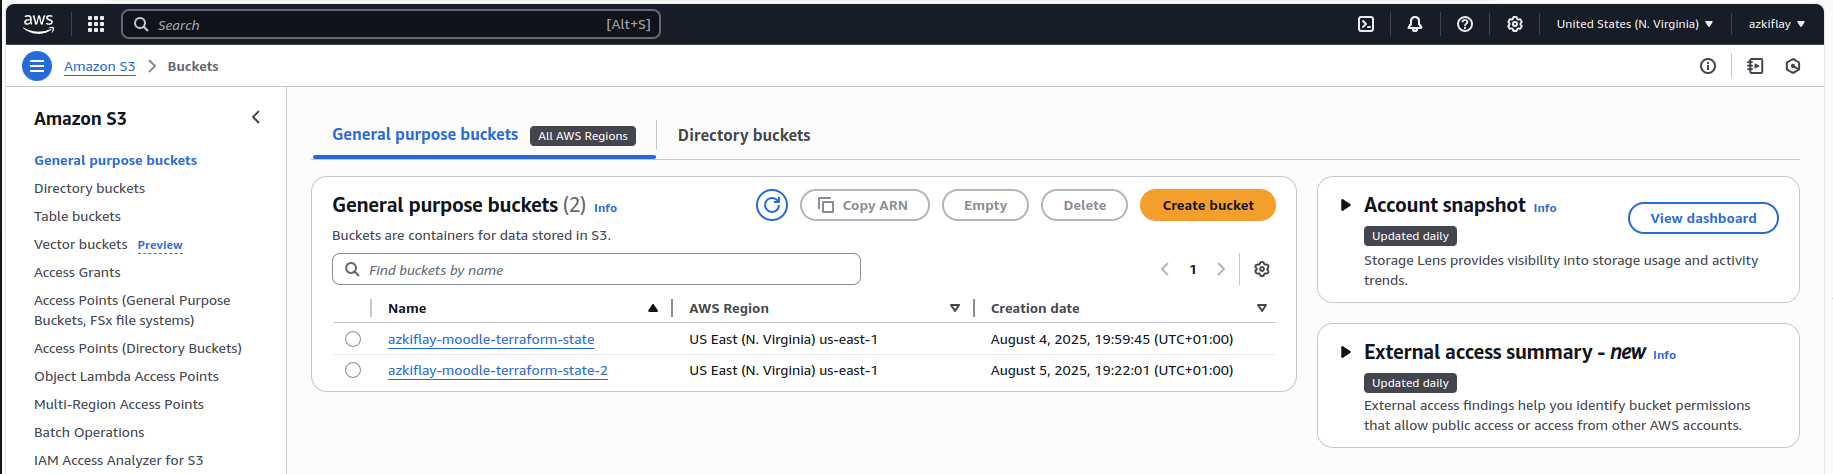 aws
Search [Alt+S]
United States (N. Virginia)
azkiflay
Amazon S3 Buckets
Amazon S3
General purpose buckets
Directory buckets
Table buckets
Vector buckets Preview
Access Grants
Access Points (General Purpose
Buckets, FSx file systems)
Access Points (Directory Buckets)
Object Lambda Access Points
Multi-Region Access Points
Batch Operations
IAM Access Analyzer for S3
General purpose buckets All AWS Regions
Directory buckets
General purpose buckets (2) Info
Copy ARN
Empty
Delete
Create bucket
Buckets are containers for data stored in S3.
Find buckets by name
1
Name AWS Region Creation date
azkiflay-moodle-terraform-state US East (N. Virginia) us-east-1 August 4, 2025, 19:59:45 (UTC+01:00)
azkiflay-moodle-terraform-state-2 US East (N. Virginia) us-east-1 August 5, 2025, 19:22:01 (UTC+01:00)
Account snapshot Info
View dashboard
Updated daily
Storage Lens provides visibility into storage usage and activity
trends.
External access summary - new Info
Updated daily
External access findings help you identify bucket permissions
that allow public access or access from other AWS accounts.